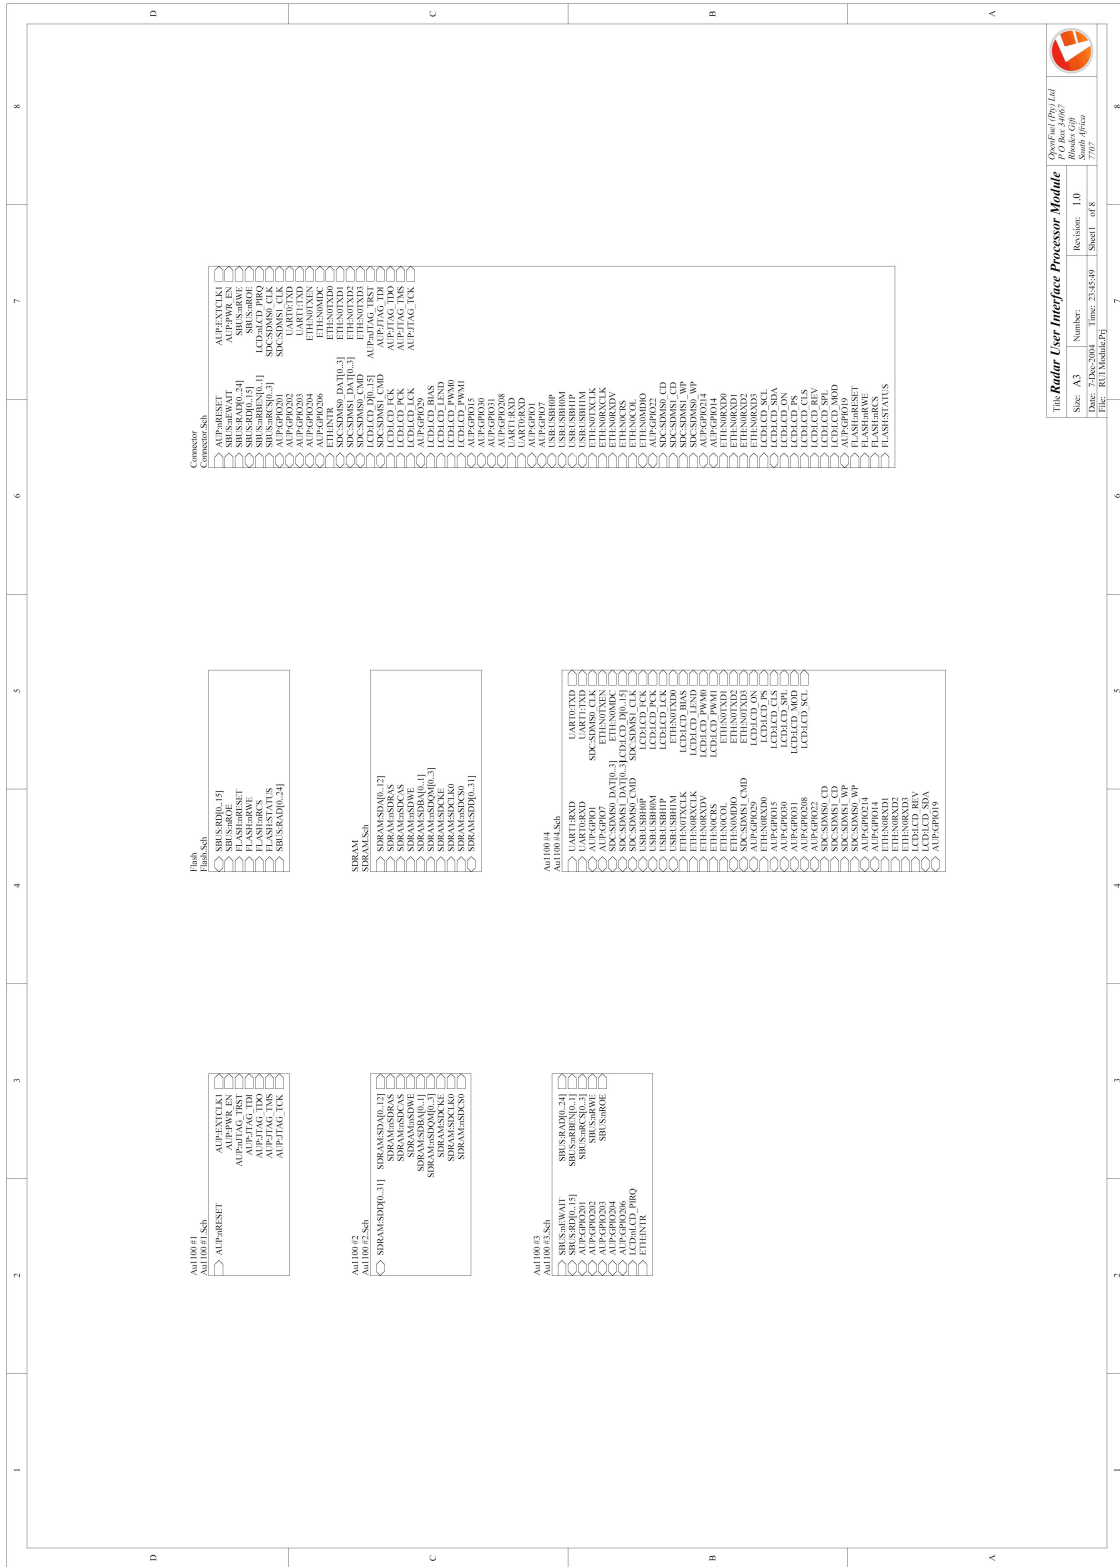 1
2
3
4
5
6
7
8
D
C
B
A
Au1100 #1
Au1100 #1.Sch
AUP:nRESET
AUP:EXTCLK1
AUP:PWR_EN
AUP:nJTAG_TRST
AUP:JTAG_TDI
AUP:JTAG_TDO
AUP:JTAG_TMS
AUP:JTAG_TCK
Au1100 #2
Au1100 #2.Sch
SDRAM:SDD[0..31]
SDRAM:SDA[0..12]
SDRAM:nSDRAS
SDRAM:nSDCAS
SDRAM:nSDWE
SDRAM:SDBA[0..1]
SDRAM:nSDQM[0..3]
SDRAM:SDCKE
SDRAM:SDCLK0
SDRAM:nSDCS0
Au1100 #3
Au1100 #3.Sch
SBUS:nEWAIT
SBUS:RD[0..15]
AUP:GPIO201
AUP:GPIO202
AUP:GPIO203
AUP:GPIO204
AUP:GPIO206
LCD:nLCD_PIRQ
ETH:INTR
SBUS:RAD[0..24]
SBUS:nRBEN[0..1]
SBUS:nRCS[0..3]
SBUS:nRWE
SBUS:nROE
Flash
Flash.Sch
SBUS:RD[0..15]
SBUS:nROE
FLASH:nRESET
FLASH:nRWE
FLASH:nRCS
FLASH:STATUS
SBUS:RAD[0..24]
SDRAM
SDRAM.Sch
SDRAM:SDA[0..12]
SDRAM:nSDRAS
SDRAM:nSDCAS
SDRAM:nSDWE
SDRAM:SDBA[0..1]
SDRAM:nSDQM[0..3]
SDRAM:SDCKE
SDRAM:SDCLK0
SDRAM:nSDCS0
SDRAM:SDD[0..31]
Au1100 #4
Au1100 #4.Sch
UART1:RXD
UART0:RXD
AUP:GPIO1
AUP:GPIO7
SDC:SDMS0_DAT[0..3]
SDC:SDMS1_DAT[0..3]
SDC:SDMS0_CMD
USB:USBH0P
USB:USBH0M
USB:USBH1P
USB:USBH1M
ETH:N0TXCLK
ETH:N0RXCLK
ETH:N0RXDV
ETH:N0CRS
ETH:N0COL
ETH:N0MDIO
SDC:SDMS1_CMD
AUP:GPIO29
ETH:N0RXD0
AUP:GPIO15
AUP:GPIO30
AUP:GPIO31
AUP:GPIO208
AUP:GPIO22
SDC:SDMS0_CD
SDC:SDMS1_CD
SDC:SDMS1_WP
SDC:SDMS0_WP
AUP:GPIO214
AUP:GPIO14
ETH:N0RXD1
ETH:N0RXD2
ETH:N0RXD3
LCD:LCD_REV
LCD:LCD_SDA
AUP:GPIO19
UART0:TXD
UART1:TXD
SDC:SDMS0_CLK
ETH:N0TXEN
ETH:N0MDC
LCD:LCD_D[0..15]
SDC:SDMS1_CLK
LCD:LCD_FCK
LCD:LCD_PCK
LCD:LCD_LCK
ETH:N0TXD0
LCD:LCD_BIAS
LCD:LCD_LEND
LCD:LCD_PWM0
LCD:LCD_PWM1
ETH:N0TXD1
ETH:N0TXD2
ETH:N0TXD3
LCD:LCD_ON
LCD:LCD_PS
LCD:LCD_CLS
LCD:LCD_SPL
LCD:LCD_MOD
LCD:LCD_SCL
Connector
Connector.Sch
AUP:nRESET
SBUS:nEWAIT
SBUS:RAD[0..24]
SBUS:RD[0..15]
SBUS:nRBEN[0..1]
SBUS:nRCS[0..3]
AUP:GPIO201
AUP:GPIO202
AUP:GPIO203
AUP:GPIO204
AUP:GPIO206
ETH:INTR
SDC:SDMS0_DAT[0..3]
SDC:SDMS1_DAT[0..3]
SDC:SDMS0_CMD
LCD:LCD_D[0..15]
SDC:SDMS1_CMD
LCD:LCD_FCK
LCD:LCD_PCK
LCD:LCD_LCK
AUP:GPIO29
LCD:LCD_BIAS
LCD:LCD_LEND
LCD:LCD_PWM0
LCD:LCD_PWM1
AUP:GPIO15
AUP:GPIO30
AUP:GPIO31
AUP:GPIO208
UART1:RXD
UART0:RXD
AUP:GPIO1
AUP:GPIO7
USB:USBH0P
USB:USBH0M
USB:USBH1P
USB:USBH1M
ETH:N0TXCLK
ETH:N0RXCLK
ETH:N0RXDV
ETH:N0CRS
ETH:N0COL
ETH:N0MDIO
AUP:GPIO22
SDC:SDMS0_CD
SDC:SDMS1_CD
SDC:SDMS1_WP
SDC:SDMS0_WP
AUP:GPIO214
AUP:GPIO14
ETH:N0RXD0
ETH:N0RXD1
ETH:N0RXD2
ETH:N0RXD3
LCD:LCD_SCL
LCD:LCD_SDA
LCD:LCD_ON
LCD:LCD_PS
LCD:LCD_CLS
LCD:LCD_REV
LCD:LCD_SPL
LCD:LCD_MOD
AUP:GPIO19
FLASH:nRESET
FLASH:nRWE
FLASH:nRCS
FLASH:STATUS
AUP:EXTCLK1
AUP:PWR_EN
SBUS:nRWE
SBUS:nROE
LCD:nLCD_PIRQ
SDC:SDMS0_CLK
SDC:SDMS1_CLK
UART0:TXD
UART1:TXD
ETH:N0TXEN
ETH:N0MDC
ETH:N0TXD0
ETH:N0TXD1
ETH:N0TXD2
ETH:N0TXD3
AUP:nJTAG_TRST
AUP:JTAG_TDI
AUP:JTAG_TDO
AUP:JTAG_TMS
AUP:JTAG_TCK
Title Radar User Interface Processor Module
Size: A3 Number: Revision: 1.0
Date: 7-Dec-2004 Time: 23:45:49 Sheet1 of 8
File: RUI Module.Prj
OpenFuel (Pty) Ltd
P O Box 34067
Rhodes Gift
South Africa
7707
1
2
3
4
5
6
7
8
D
C
B
A